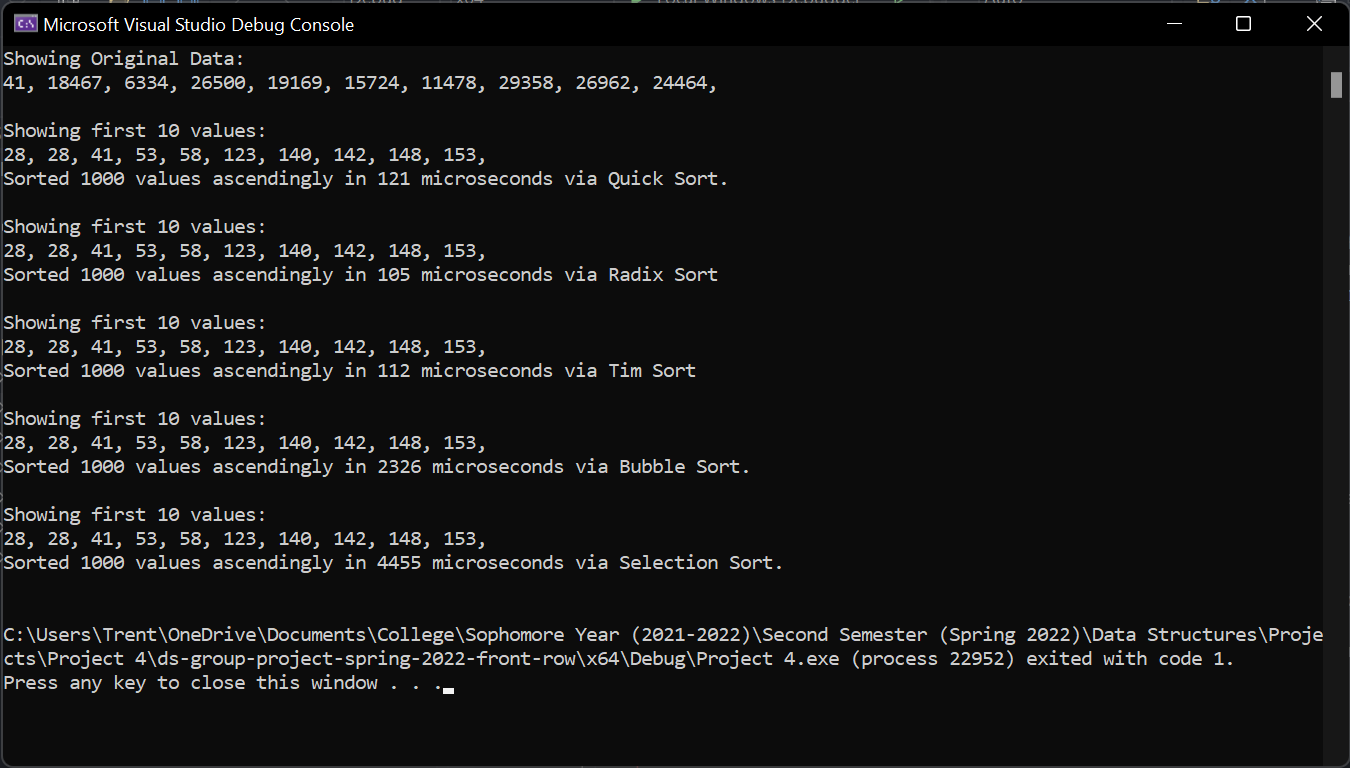 Microsoft Visual Studio Debug Console
Showing Original Data:
41, 18467, 6334, 26500, 19169, 15724, 11478, 29358, 26962, 24464,
Showing first 10 values:
28, 28, 41, 53, 58, 123, 140, 142, 148, 153,
Sorted 1000 values ascendingly in 121 microseconds via Quick Sort.
Showing first 10 values:
28, 28, 41, 53, 58, 123, 140, 142, 148, 153,
Sorted 1000 values ascendingly in 105 microseconds via Radix Sort
Showing first 10 values:
28, 28, 41, 53, 58, 123, 140, 142, 148, 153,
Sorted 1000 values ascendingly in 112 microseconds via Tim Sort
Showing first 10 values:
28, 28, 41, 53, 58, 123, 140, 142, 148, 153,
Sorted 1000 values ascendingly in 2326 microseconds via Bubble Sort.
Showing first 10 values:
28, 28, 41, 53, 58, 123, 140, 142, 148, 153,
Sorted 1000 values ascendingly in 4455 microseconds via Selection Sort.
C:\Users\Trent\OneDrive\Documents\College\Sophomore Year (2021-2022)\Second Semester (Spring 2022)\Data Structures\Proje
cts\Project 4\ds-group-project-spring-2022-front-row\x64\Debug\Project 4.exe (process 22952) exited with code 1.
Press any key to close this window . . .